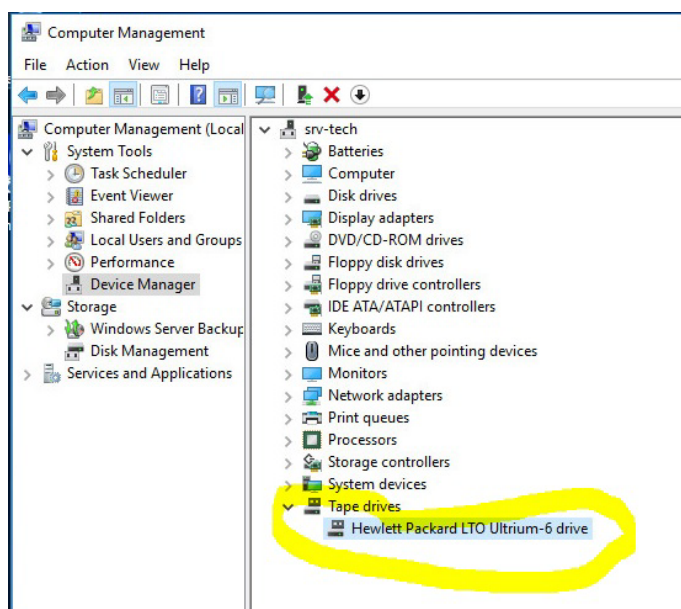 Computer Management
File Action View Help
Computer Management (Local
System Tools
Task Scheduler
Event Viewer
Shared Folders
Local Users and Groups
Performance
Device Manager
Storage
Windows Server Backup
Disk Management
Services and Applications
srv-tech
Batteries
Computer
Disk drives
Display adapters
DVD/CD-ROM drives
Floppy disk drives
Floppy drive controllers
IDE ATA/ATAPI controllers
Keyboards
Mice and other pointing devices
Monitors
Network adapters
Print queues
Processors
Storage controllers
System devices
Tape drives
Hewlett Packard LTO Ultrium-6 drive